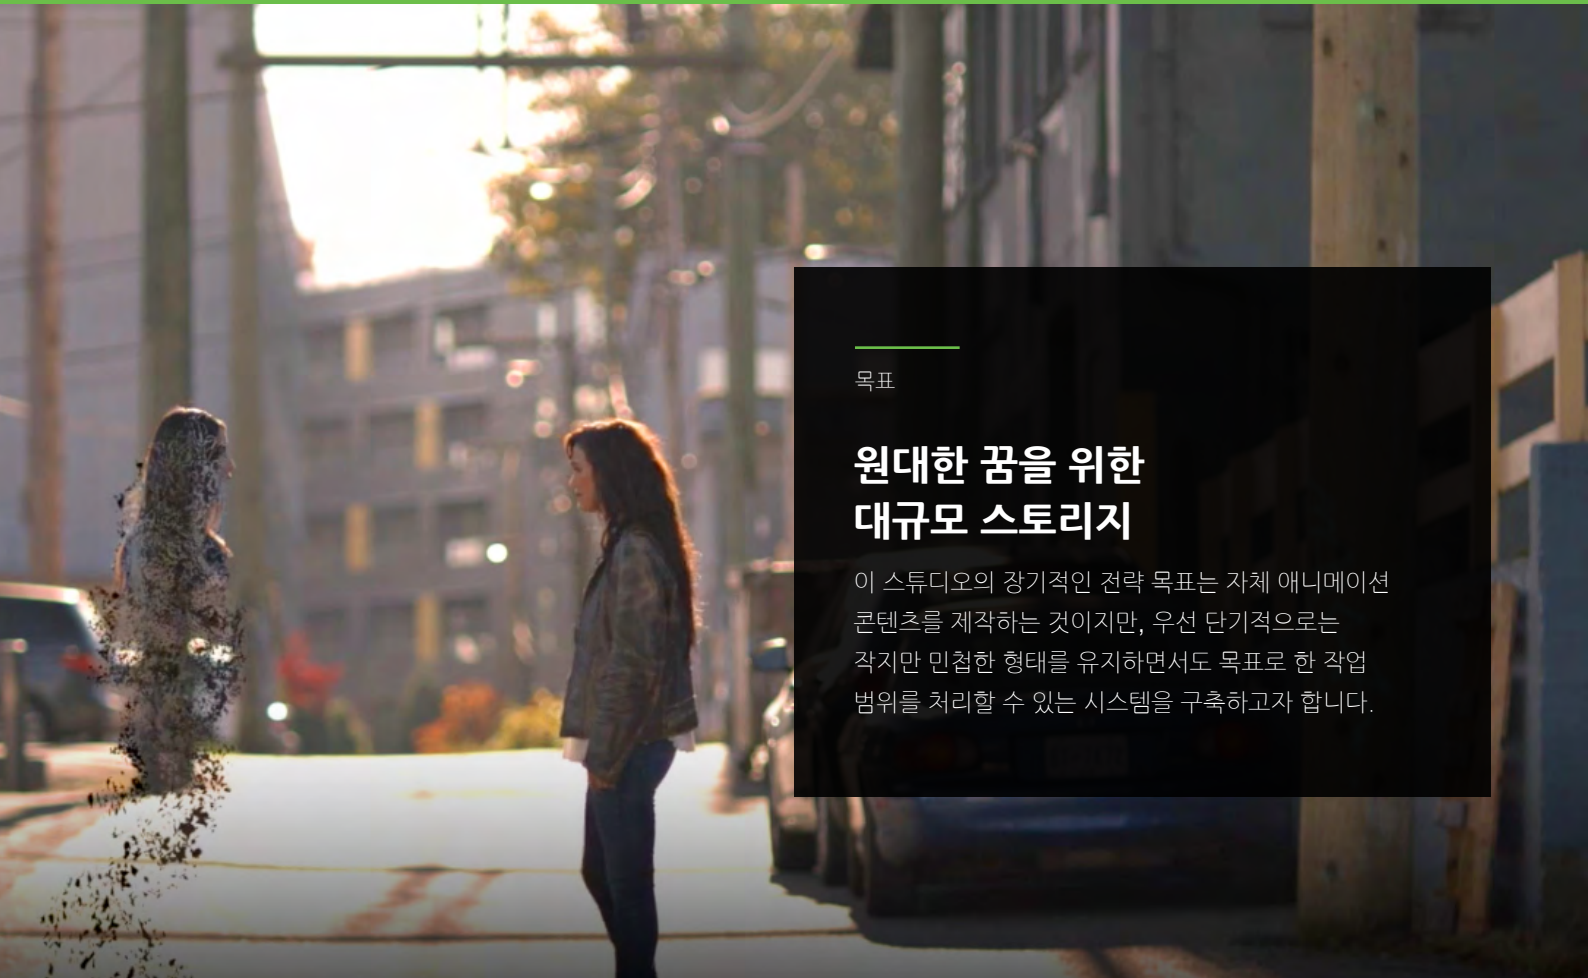 목표
원대한 꿈을 위한
대규모 스토리지
이 스튜디오의 장기적인 전략 목표는 자체 애니메이션
콘텐츠를 제작하는 것이지만, 우선 단기적으로는
작지만 민첩한 형태를 유지하면서도 목표로 한 작업
범위를 처리할 수 있는 시스템을 구축하고자 합니다.